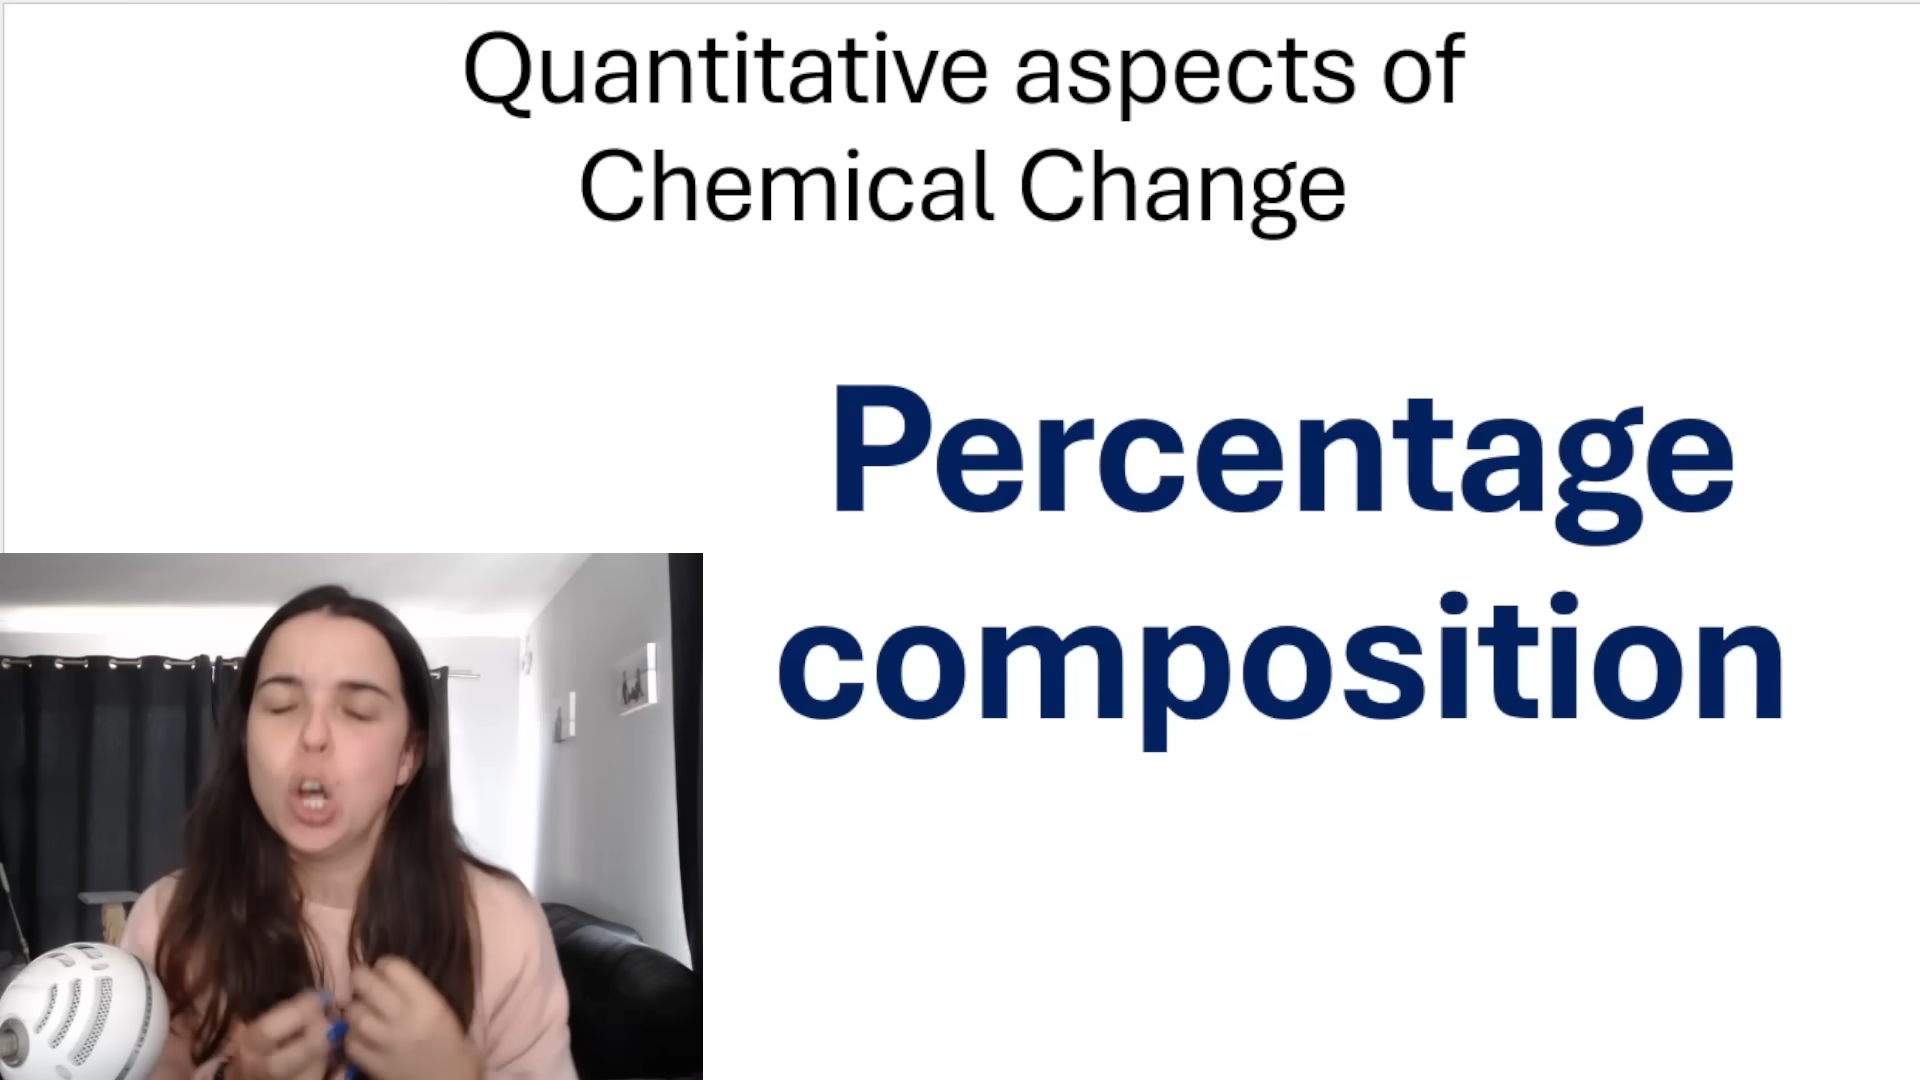 Quantitative aspects of
Chemical Change
Percentage
composition